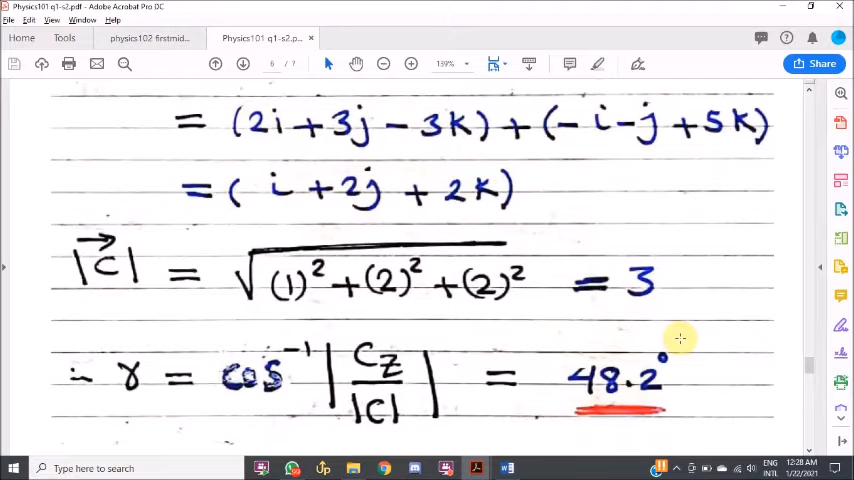 Physics101 q1-s2.pdf - Adobe Acrobat Pro DC
File Edit View Window Help
Home Tools physics102 firstmid... Physics101 q1-s2.p... ×
6 / 7 139% Share
= (2i + 3j - 3k) + (- i - j + 5k)
= ( i + 2j + 2k)
|C| = √(1)² + (2)² + (2)² = 3
∴ γ = cos⁻¹ |Cz/|C|| = 48.2°
Type here to search
ENG 12:28 AM
INTL 1/22/2021